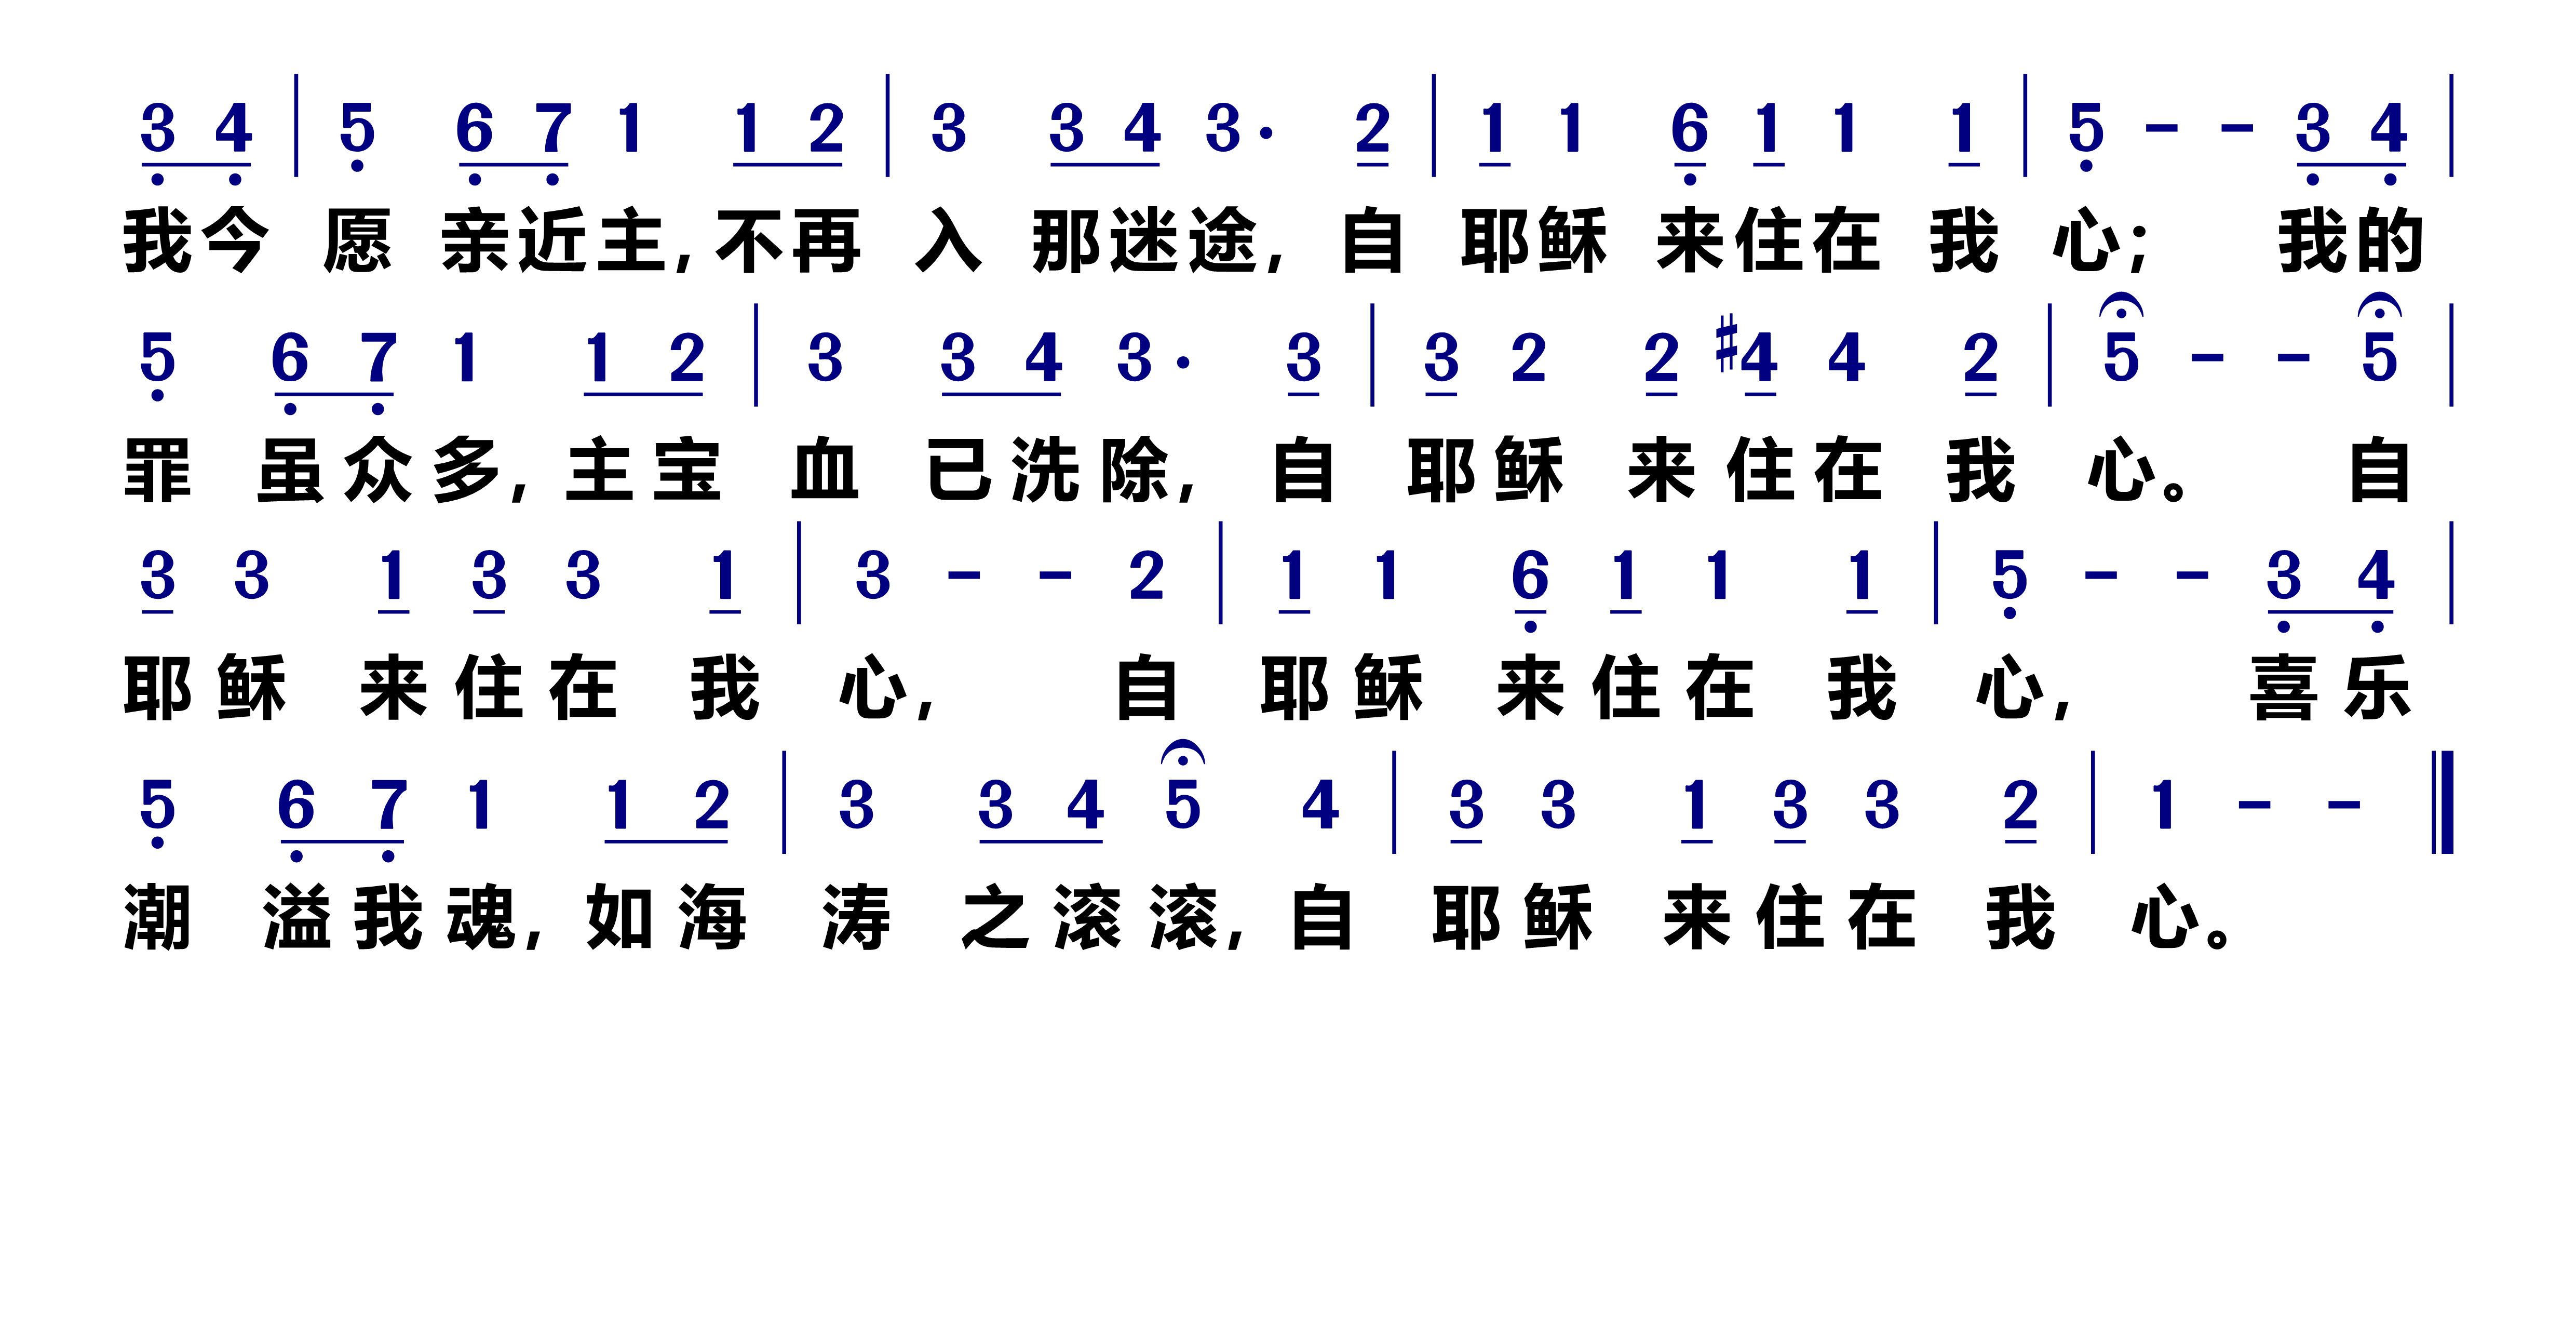 3 4 | 5 6 7 1 1 2 | 3 3 4 3 · 2 | 1 1 6 1 1 1 | 5 - - 3 4 |
我今 愿 亲近主,不再 入 那迷途,自 耶稣 来住在 我 心; 我的
5 6 7 1 1 2 | 3 3 4 3 · 3 | 3 2 2 #4 4 2 | 5 - - 5 |
罪 虽众多,主宝 血 已洗除, 自 耶稣 来住在 我 心。 自
3 3 1 3 3 1 | 3 - - 2 | 1 1 6 1 1 1 | 5 - - 3 4 |
耶稣 来住在 我 心, 自 耶稣 来住在 我 心, 喜乐
5 6 7 1 1 2 | 3 3 4 5 4 | 3 3 1 3 3 2 | 1 - - ‖
潮 溢我魂,如海 涛 之滚滚,自 耶稣 来住在 我 心。